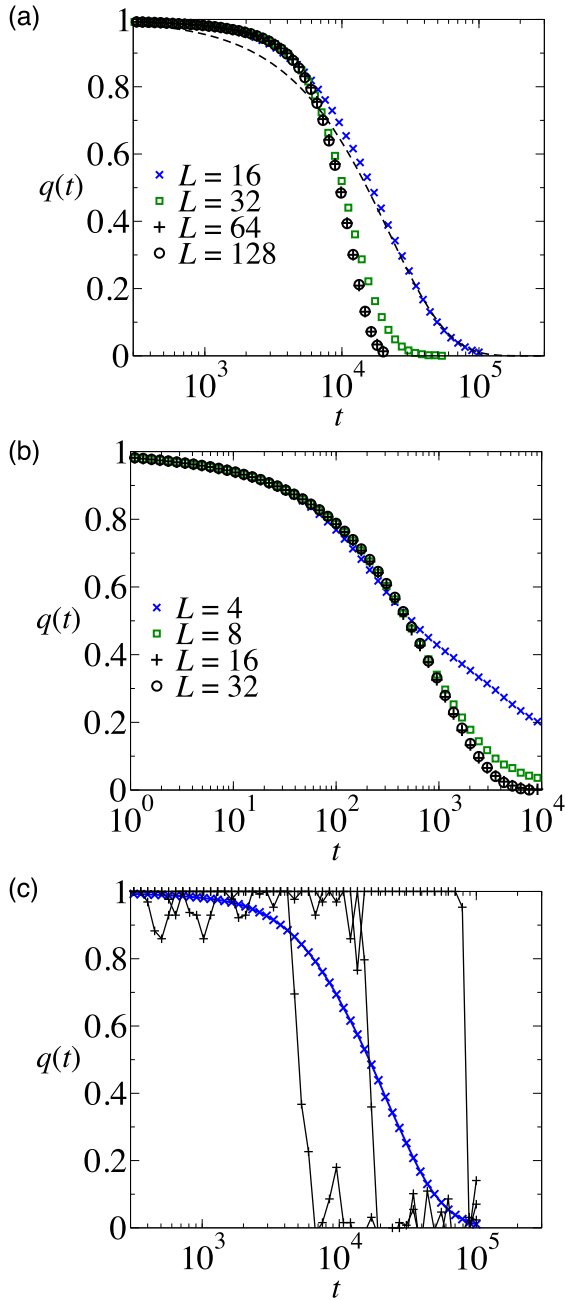 (a)
1
0.8
0.6
q(t)
0.4
0.2
0
L = 16
L = 32
L = 64
L = 128
10^3 10^4 10^5
t
(b)
1
0.8
0.6
q(t)
0.4
0.2
0
L = 4
L = 8
L = 16
L = 32
10^0 10^1 10^2 10^3 10^4
t
(c)
1
0.8
0.6
q(t)
0.4
0.2
0
10^3 10^4 10^5
t